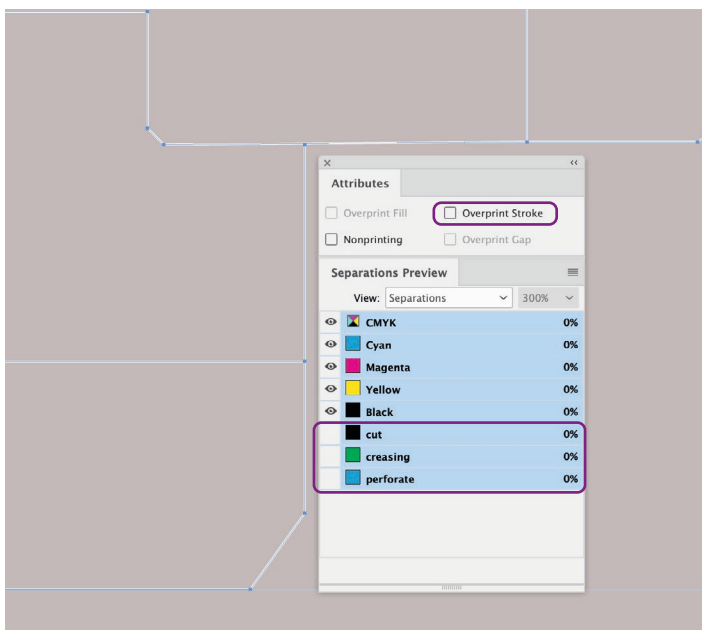 Attributes
Overprint Fill Overprint Stroke
Nonprinting Overprint Gap
Separations Preview
View: Separations 300%
CMYK 0%
Cyan 0%
Magenta 0%
Yellow 0%
Black 0%
cut 0%
creasing 0%
perforate 0%